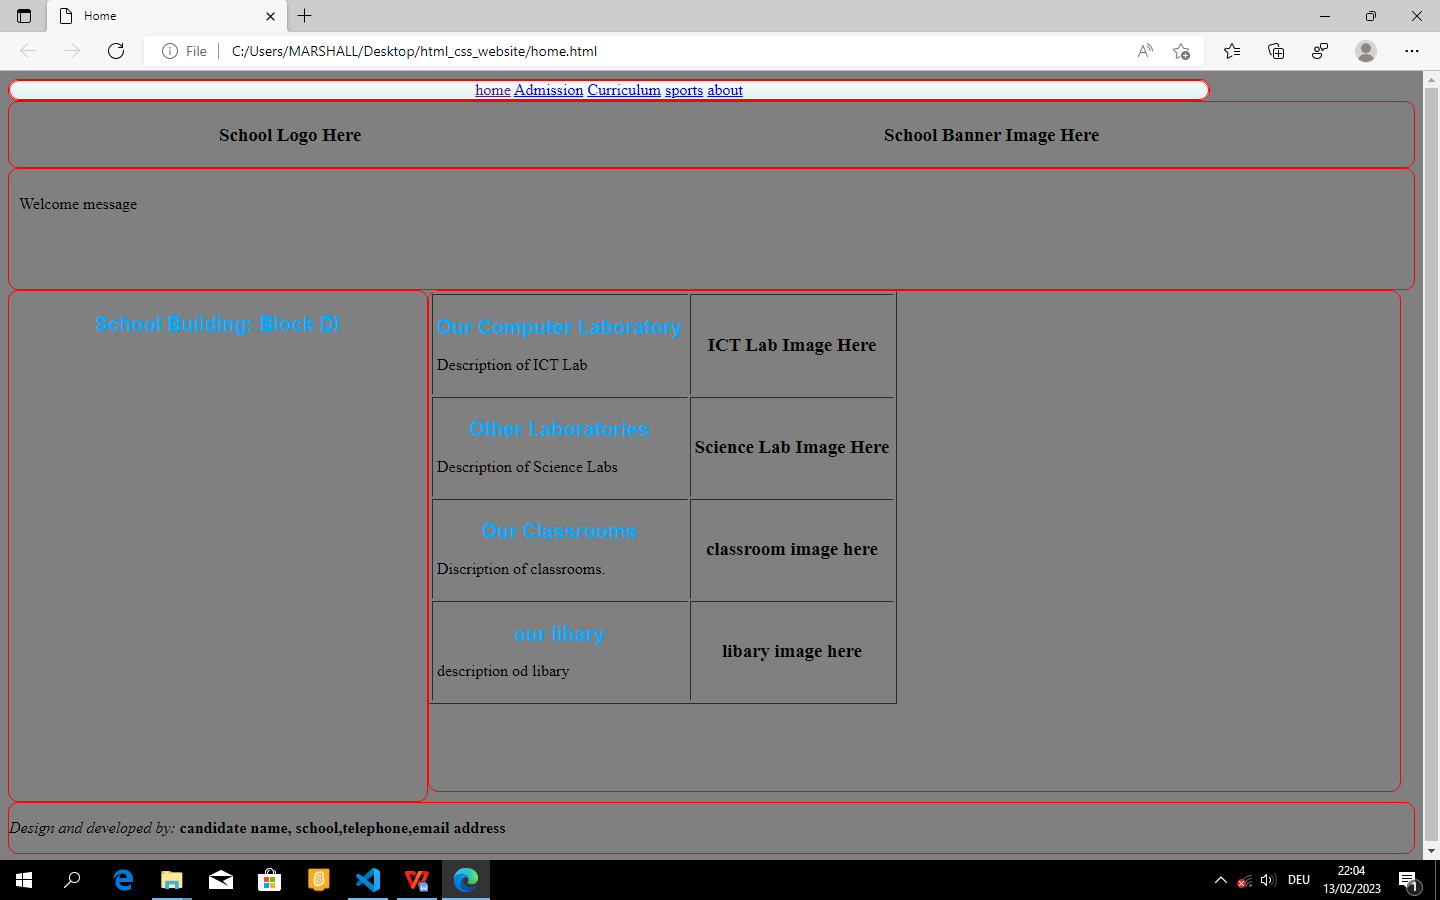 Home
File
C:/Users/MARSHALL/Desktop/html_css_website/home.html
home Admission Curriculum sports about
School Logo Here
School Banner Image Here
Welcome message
School Building: Block D!
Our Computer Laboratory
Description of ICT Lab
ICT Lab Image Here
Other Laboratories
Description of Science Labs
Science Lab Image Here
Our Classrooms
Discription of classrooms.
classroom image here
our libary
description od libary
libary image here
Design and developed by: candidate name, school,telephone,email address
DEU
22:04
13/02/2023
1